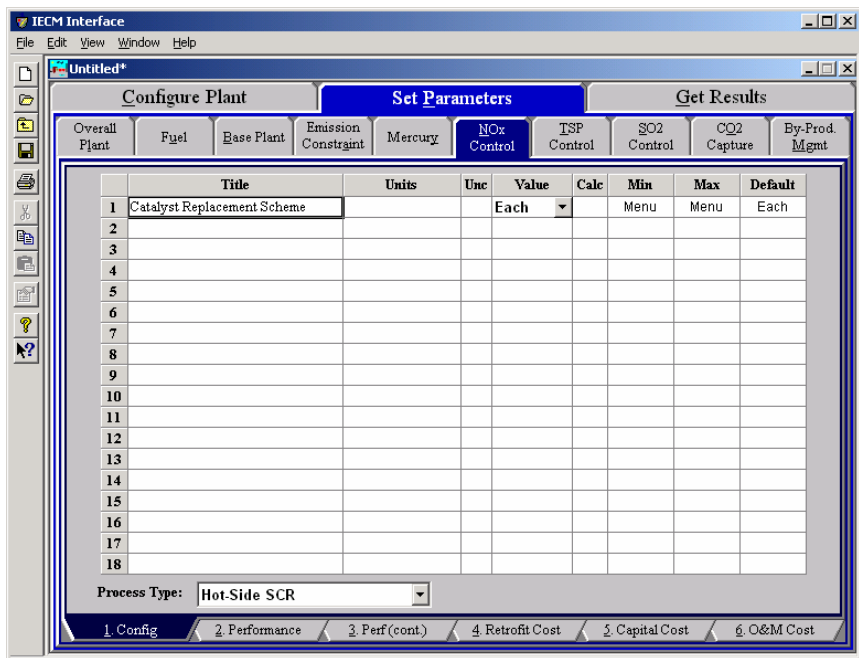 IECM Interface
File Edit View Window Help
Untitled*
Configure Plant Set Parameters Get Results
Overall Plant Fuel Base Plant Emission Constraint Mercury NOx Control TSP Control SO2 Control CO2 Capture By-Prod. Mgmt
Title Units Unc Value Calc Min Max Default
1 Catalyst Replacement Scheme Each Menu Menu Each
2
3
4
5
6
7
8
9
10
11
12
13
14
15
16
17
18
Process Type: Hot-Side SCR
1. Config 2. Performance 3. Perf (cont.) 4. Retrofit Cost 5. Capital Cost 6. O&M Cost